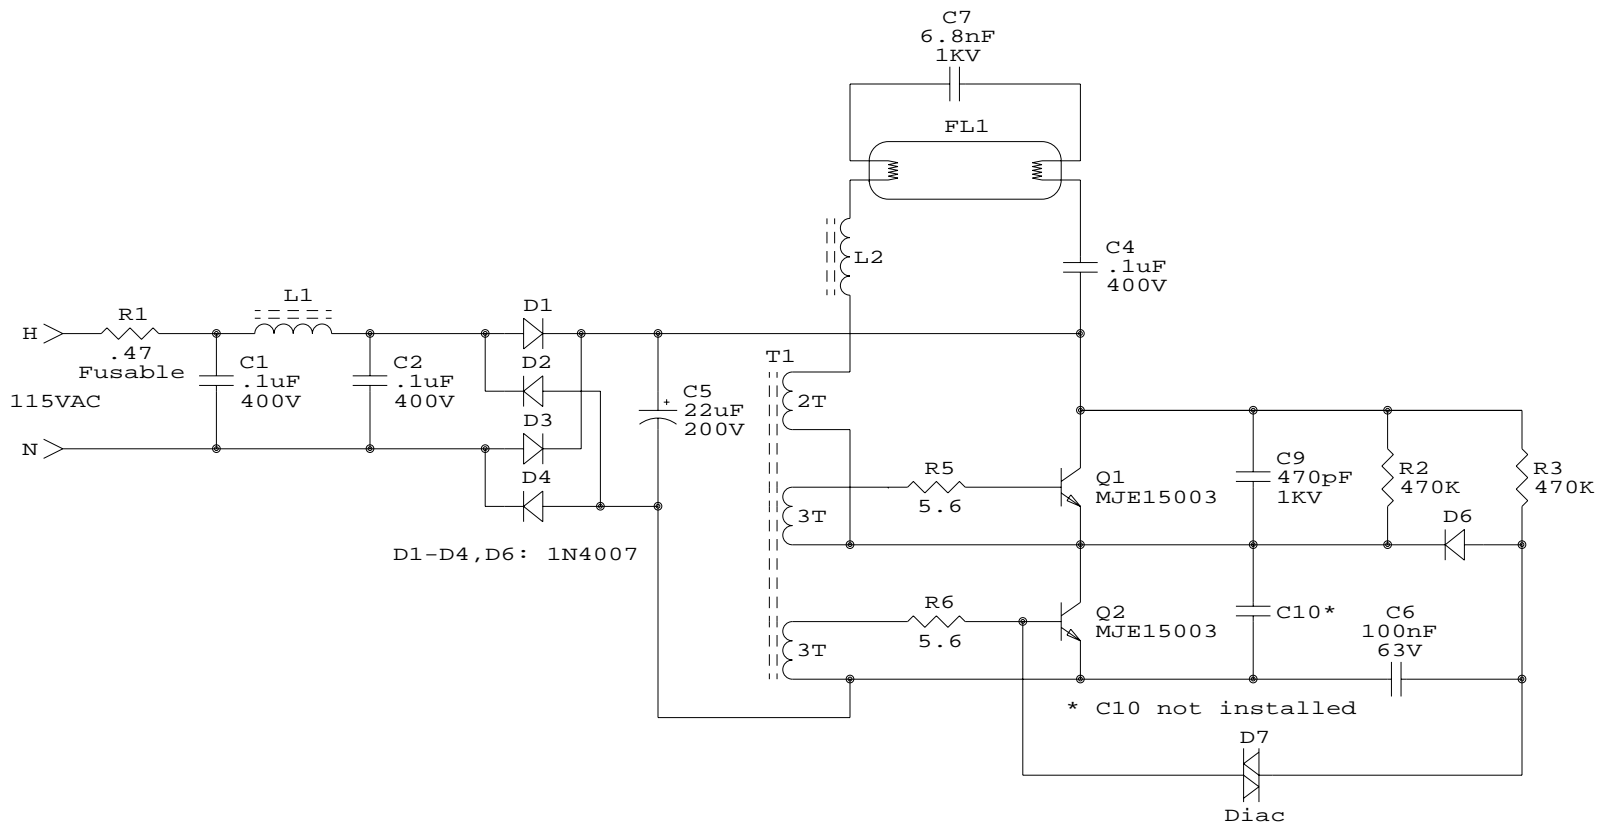 C7
6.8nF
1KV
FL1
L2
C4
.1uF
400V
H
R1
.47
Fusable
L1
C1
.1uF
400V
C2
.1uF
400V
115VAC
N
D1
D2
D3
D4
D1-D4,D6: 1N4007
+
C5
22uF
200V
T1
2T
3T
3T
R5
5.6
Q1
MJE15003
C9
470pF
1KV
R2
470K
R3
470K
D6
R6
5.6
Q2
MJE15003
C10*
C6
100nF
63V
* C10 not installed
D7
Diac